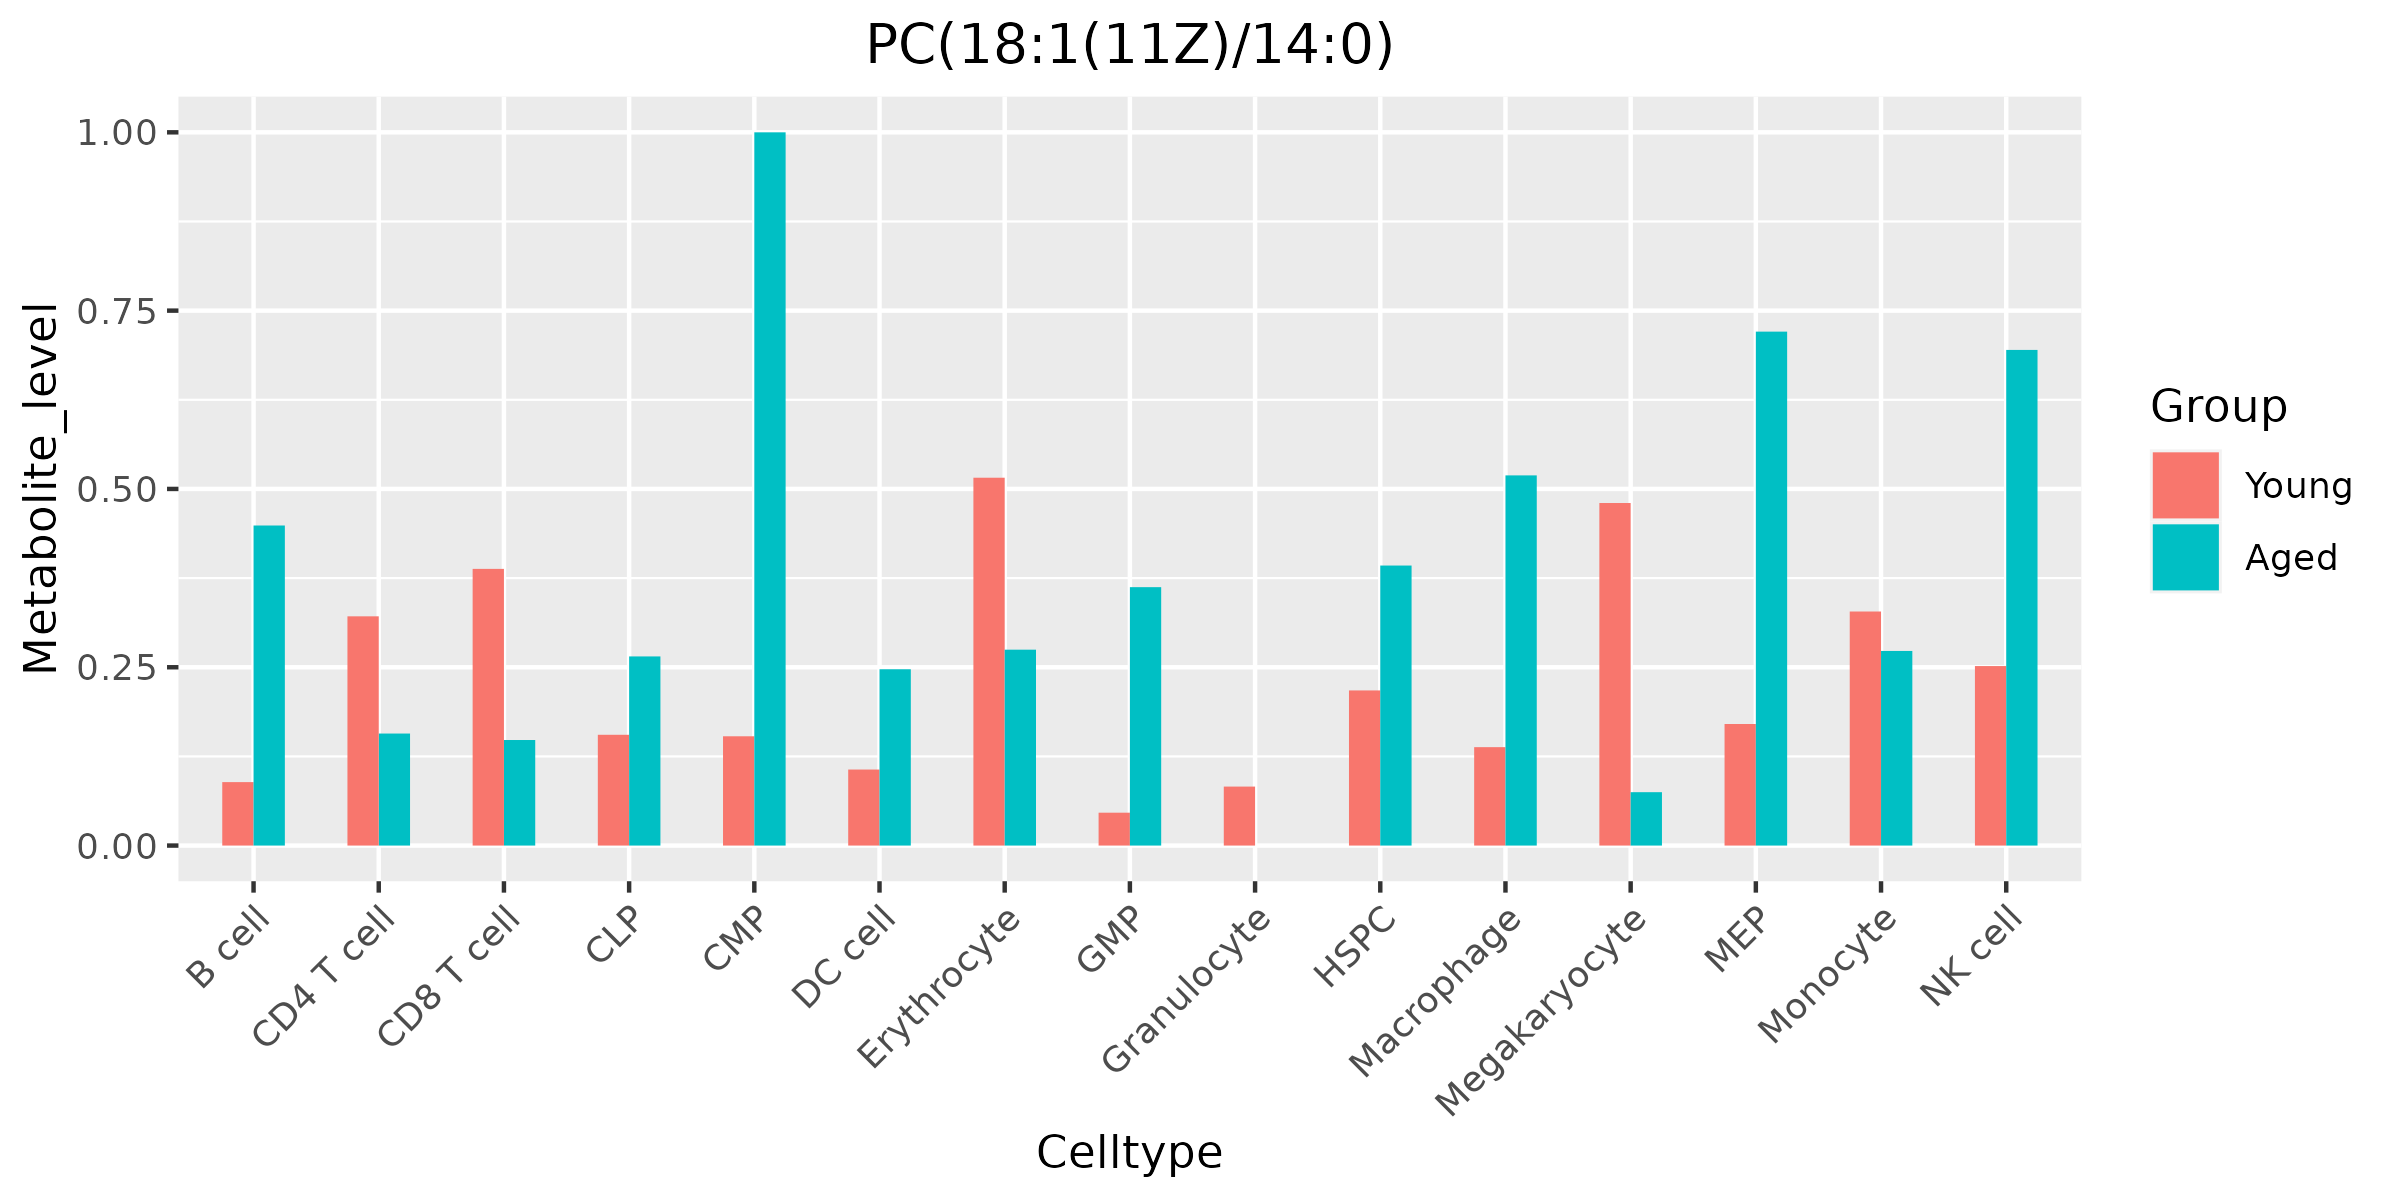 PC(18:1(11Z)/14:0)
Metabolite_level
1.00
0.75
0.50
0.25
0.00
B cell
CD4 T cell
CD8 T cell
CLP
CMP
DC cell
Erythrocyte
GMP
Granulocyte
HSPC
Macrophage
Megakaryocyte
MEP
Monocyte
NK cell
Celltype
Group
Young
Aged